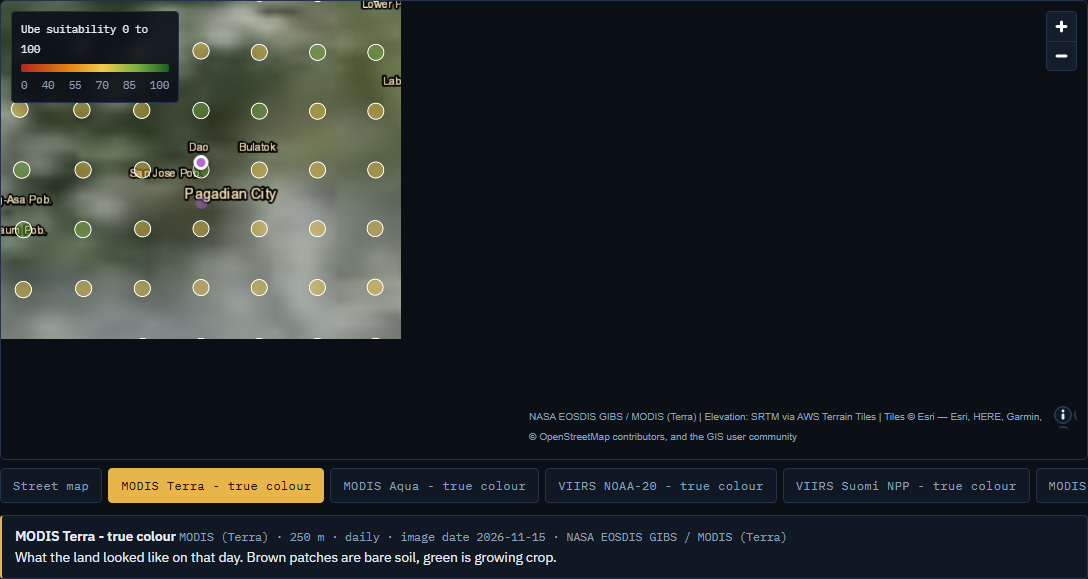 Lower P
Ube suitability 0 to
100
0 40 55 70 85 100
Lab
Dao
Bulatok
San Jose Pob.
Pagadian City
g-Asa Pob.
aum Pob.
+
−
NASA EOSDIS GIBS / MODIS (Terra) | Elevation: SRTM via AWS Terrain Tiles | Tiles © Esri — Esri, HERE, Garmin,
© OpenStreetMap contributors, and the GIS user community
Street map
MODIS Terra - true colour
MODIS Aqua - true colour
VIIRS NOAA-20 - true colour
VIIRS Suomi NPP - true colour
MODIS
MODIS Terra - true colour MODIS (Terra) · 250 m · daily · image date 2026-11-15 · NASA EOSDIS GIBS / MODIS (Terra)
What the land looked like on that day. Brown patches are bare soil, green is growing crop.